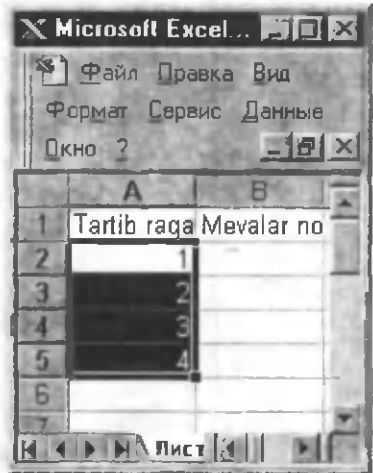 Microsoft Excel...
Файл Правка Вид
Формат Сервис Данные
Окно ?
A B
1 Tartib raqa Mevalar no
2 1
3 2
4 3
5 4
6
7
Лист